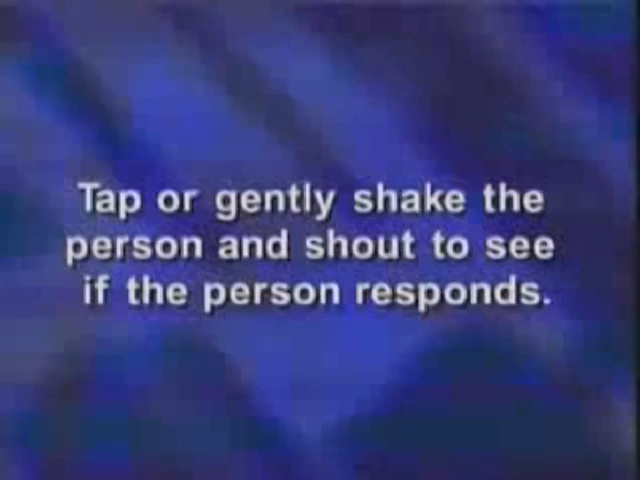 Tap or gently shake the
person and shout to see
if the person responds.